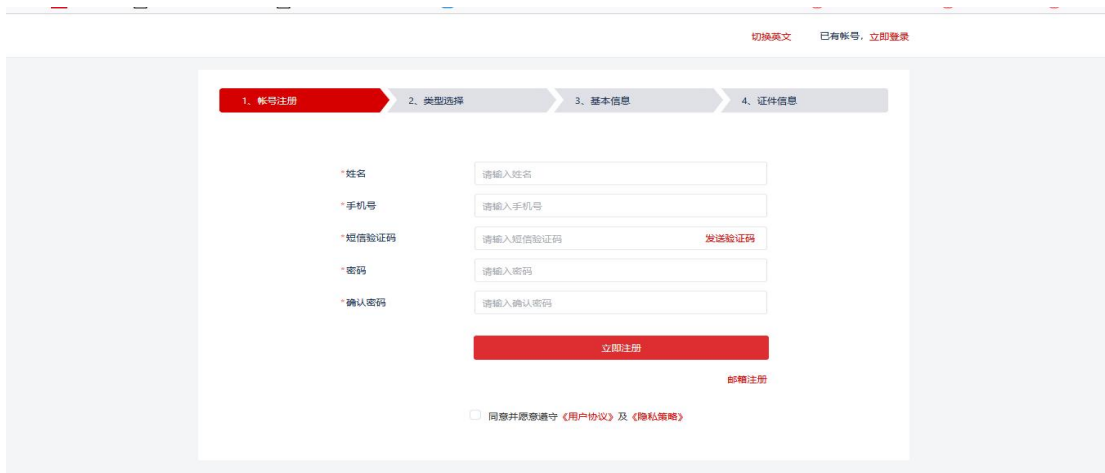 切换英文 已有帐号，立即登录
1、帐号注册 2、类型选择 3、基本信息 4、证件信息
*姓名 请输入姓名
*手机号 请输入手机号
*短信验证码 请输入短信验证码 发送验证码
*密码 请输入密码
*确认密码 请输入确认密码
立即注册
邮箱注册
同意并愿意遵守《用户协议》及《隐私策略》